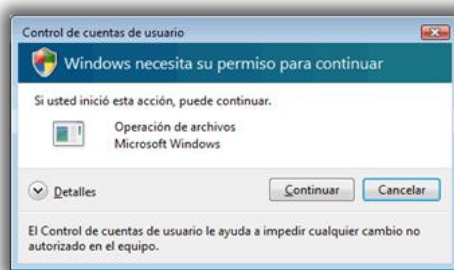 Control de cuentas de usuario
Windows necesita su permiso para continuar
Si usted inició esta acción, puede continuar.
Operación de archivos
Microsoft Windows
Detalles
Continuar
Cancelar
El Control de cuentas de usuario le ayuda a impedir cualquier cambio no
autorizado en el equipo.